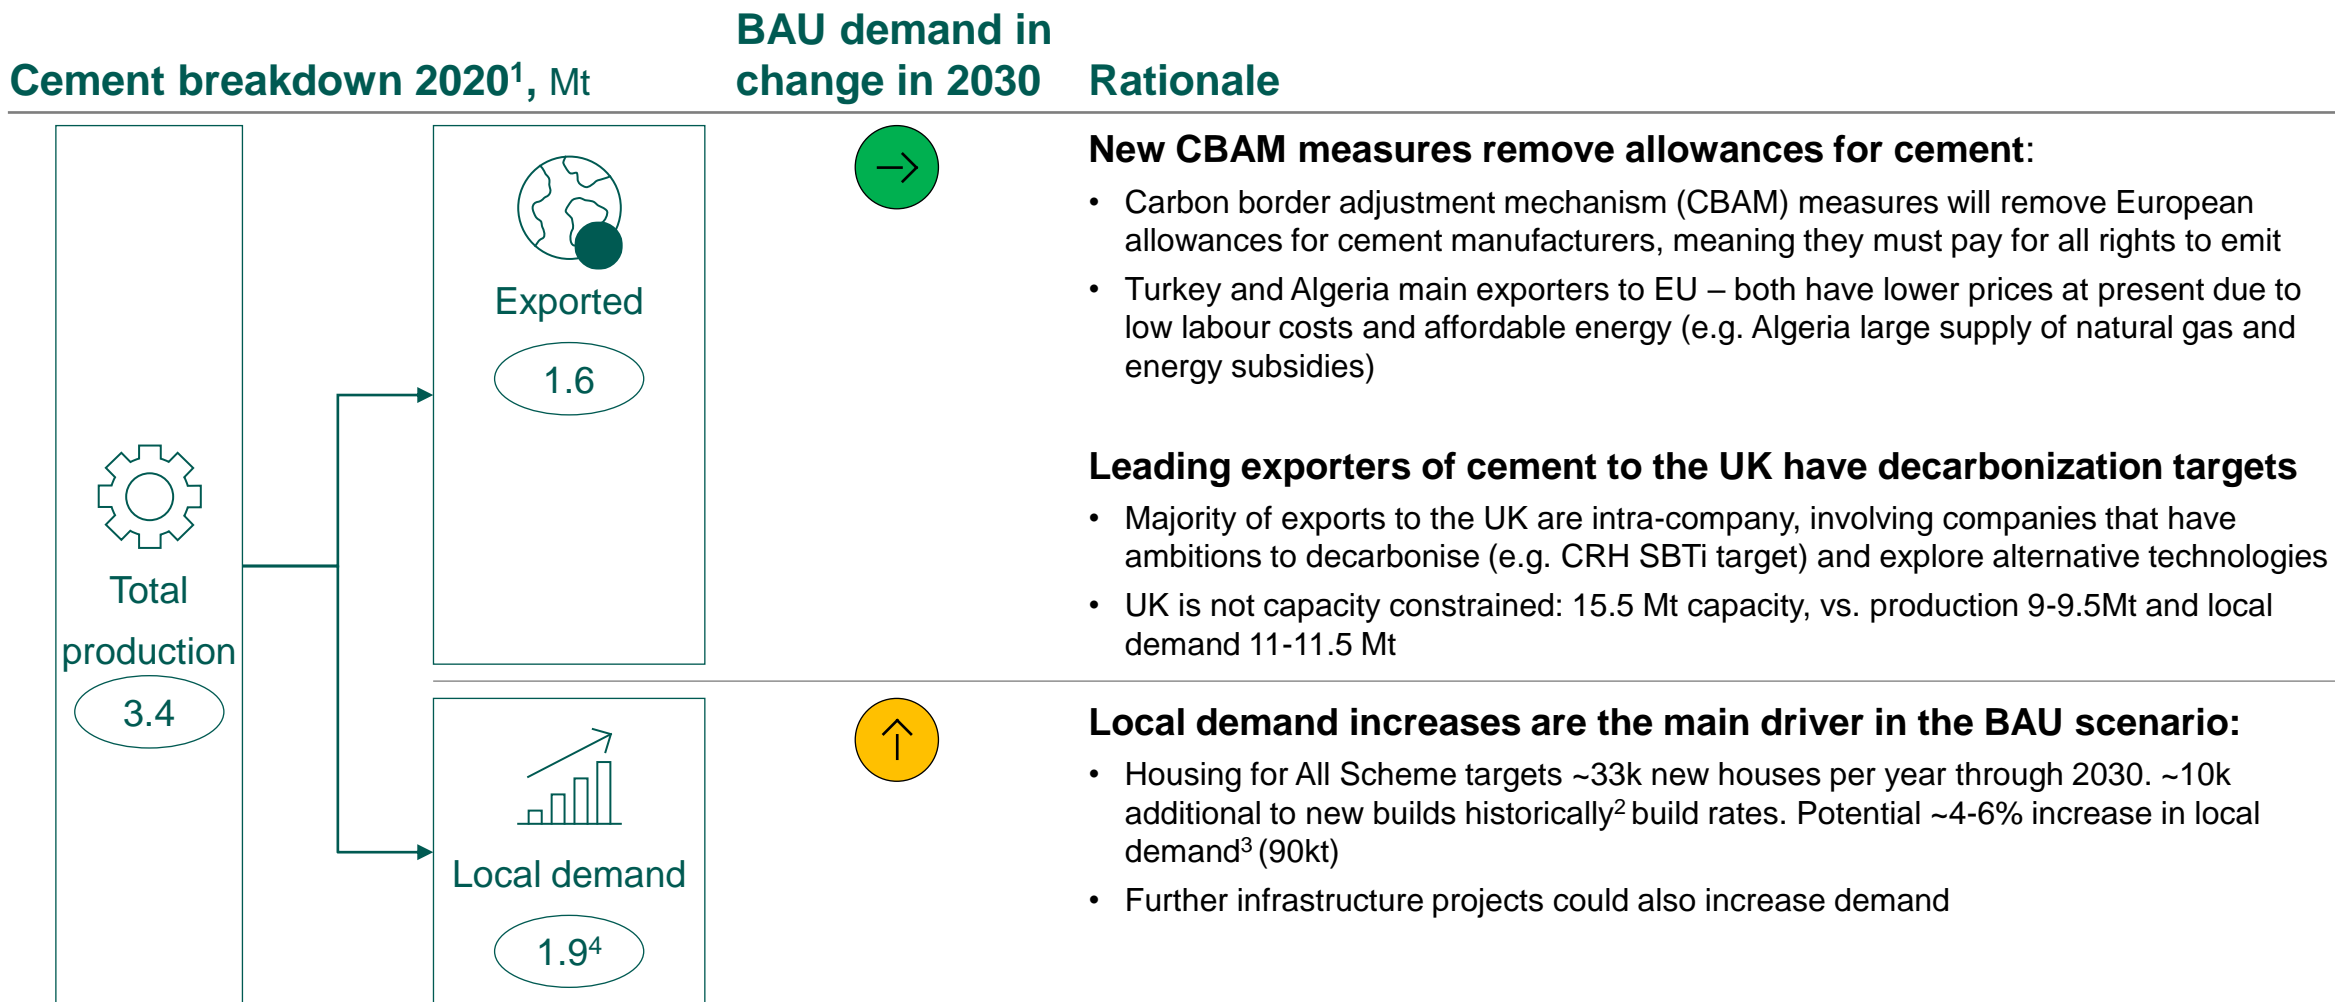 Cement breakdown 2020¹, Mt
BAU demand in
change in 2030
Rationale
Total
production
3.4
Exported
1.6
New CBAM measures remove allowances for cement:
• Carbon border adjustment mechanism (CBAM) measures will remove European
allowances for cement manufacturers, meaning they must pay for all rights to emit
• Turkey and Algeria main exporters to EU – both have lower prices at present due to
low labour costs and affordable energy (e.g. Algeria large supply of natural gas and
energy subsidies)
Leading exporters of cement to the UK have decarbonization targets
• Majority of exports to the UK are intra-company, involving companies that have
ambitions to decarbonise (e.g. CRH SBTi target) and explore alternative technologies
• UK is not capacity constrained: 15.5 Mt capacity, vs. production 9-9.5Mt and local
demand 11-11.5 Mt
Local demand
1.9⁴
Local demand increases are the main driver in the BAU scenario:
• Housing for All Scheme targets ~33k new houses per year through 2030. ~10k
additional to new builds historically² build rates. Potential ~4-6% increase in local
demand³ (90kt)
• Further infrastructure projects could also increase demand